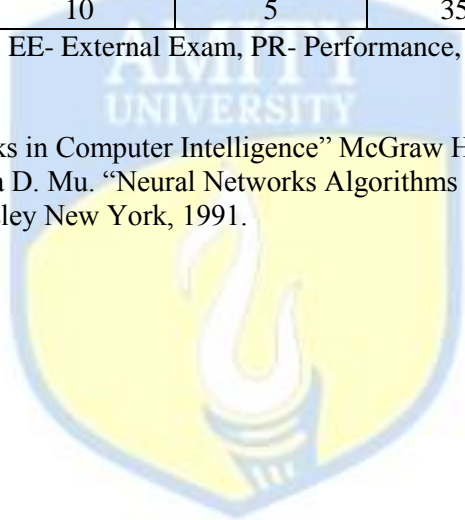 10 5 35
EE- External Exam, PR- Performance,
AMITY
UNIVERSITY
ks in Computer Intelligence” McGraw H
a D. Mu. “Neural Networks Algorithms
ley New York, 1991.